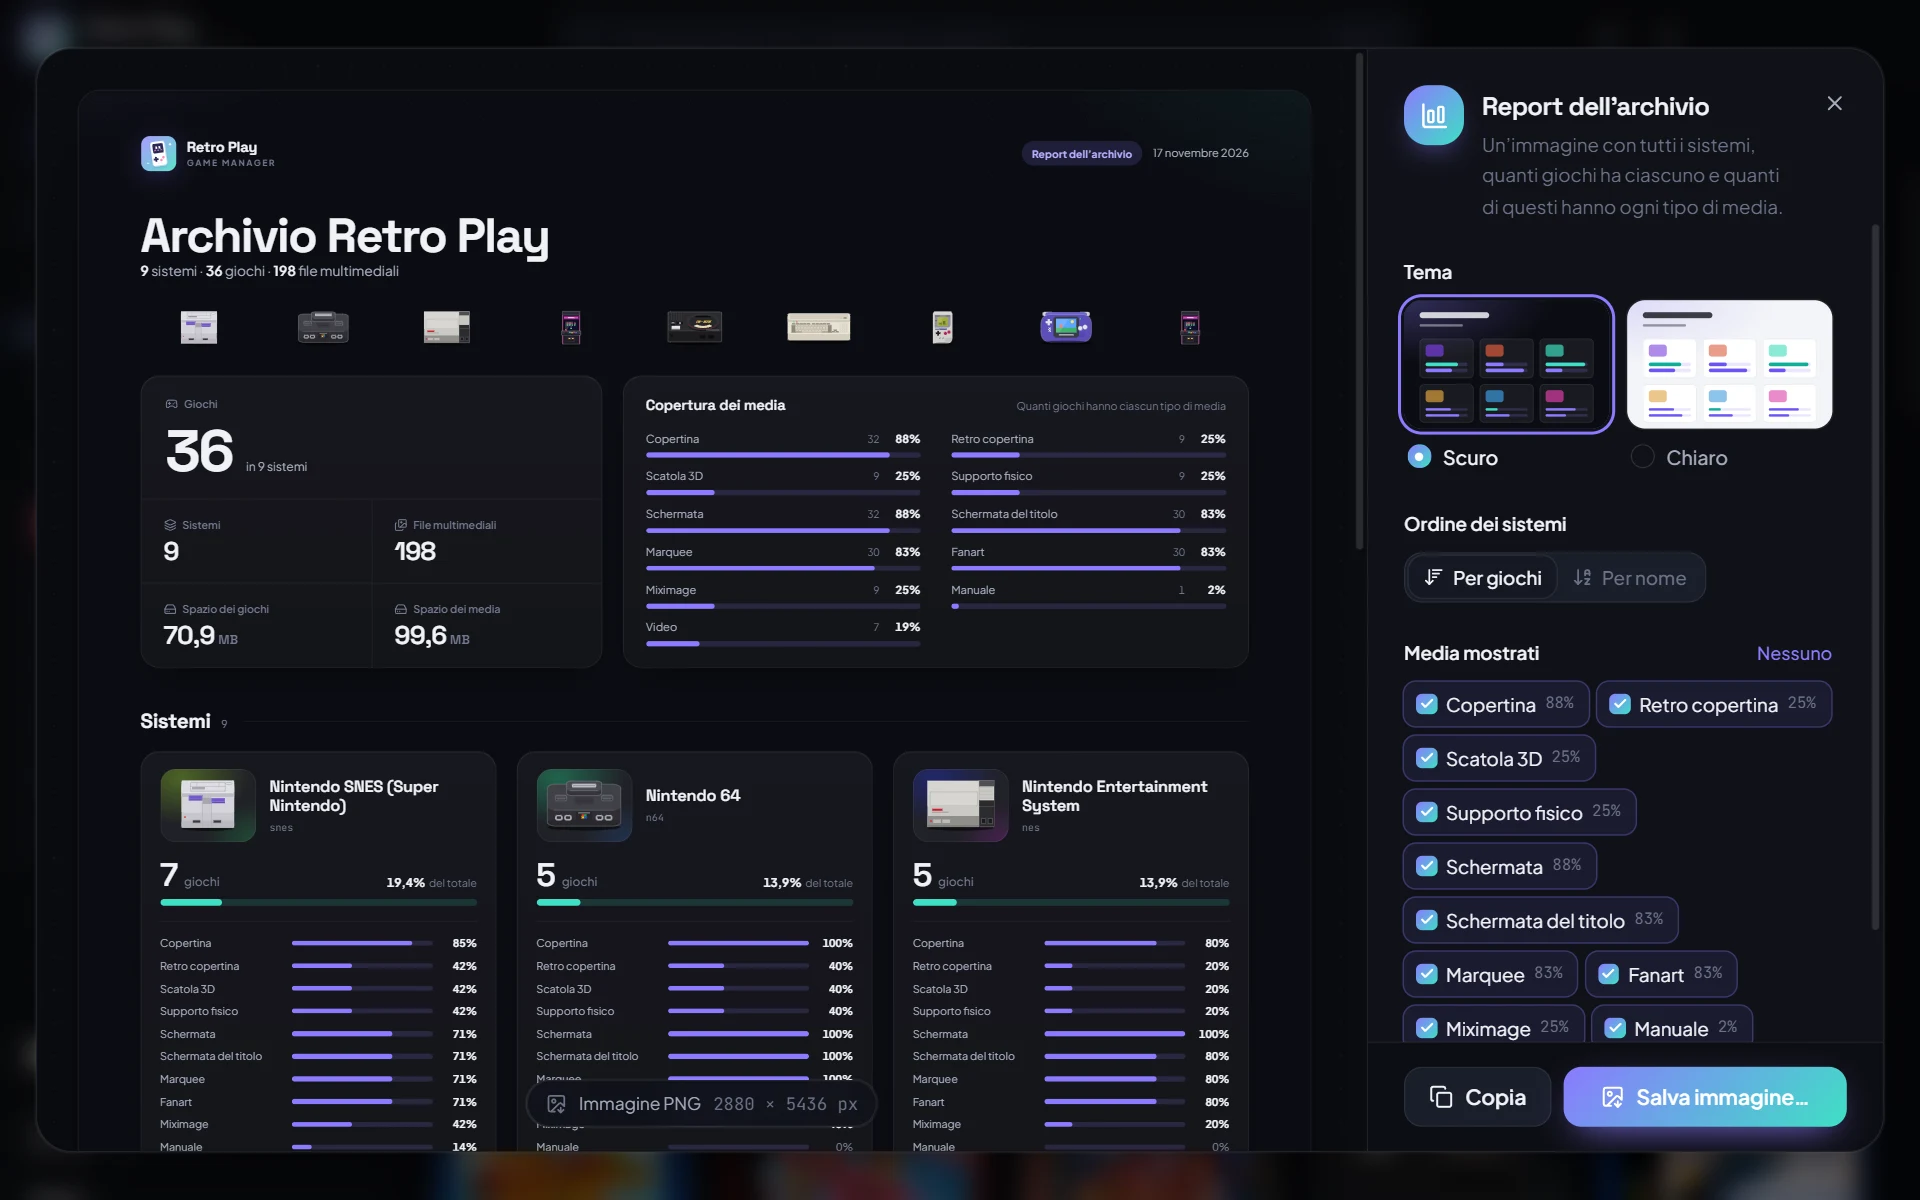 Retro Play
GAME MANAGER
Report dell'archivio
17 novembre 2026
Archivio Retro Play
9 sistemi · 36 giochi · 198 file multimediali
Giochi
36 in 9 sistemi
Sistemi
9
File multimediali
198
Spazio dei giochi
70,9 MB
Spazio dei media
99,6 MB
Copertura dei media
Quanti giochi hanno ciascun tipo di media
Copertina 32 88%
Retro copertina 9 25%
Scatola 3D 9 25%
Supporto fisico 9 25%
Schermata 32 88%
Schermata del titolo 30 83%
Marquee 30 83%
Fanart 30 83%
Miximage 9 25%
Manuale 1 2%
Video 7 19%
Sistemi 9
Nintendo SNES (Super
Nintendo)
snes
7 giochi
19,4% del totale
Copertina 85%
Retro copertina 42%
Scatola 3D 42%
Supporto fisico 42%
Schermata 71%
Schermata del titolo 71%
Marquee 71%
Fanart 71%
Miximage 42%
Manuale 14%
Nintendo 64
n64
5 giochi
13,9% del totale
Copertina 100%
Retro copertina 40%
Scatola 3D 40%
Supporto fisico 40%
Schermata 100%
Schermata del titolo 100%
Marquee 100%
Manuale 0%
Nintendo Entertainment
System
nes
5 giochi
13,9% del totale
Copertina 80%
Retro copertina 20%
Scatola 3D 20%
Supporto fisico 20%
Schermata 100%
Schermata del titolo 80%
Marquee 80%
Fanart 80%
Miximage 20%
Manuale 0%
Immagine PNG 2880 × 5436 px
Report dell'archivio
Un'immagine con tutti i sistemi,
quanti giochi ha ciascuno e quanti
di questi hanno ogni tipo di media.
Tema
Scuro
Chiaro
Ordine dei sistemi
Per giochi
Per nome
Media mostrati
Nessuno
Copertina 88%
Retro copertina 25%
Scatola 3D 25%
Supporto fisico 25%
Schermata 88%
Schermata del titolo 83%
Marquee 83%
Fanart 83%
Miximage 25%
Manuale 2%
Copia
Salva immagine...